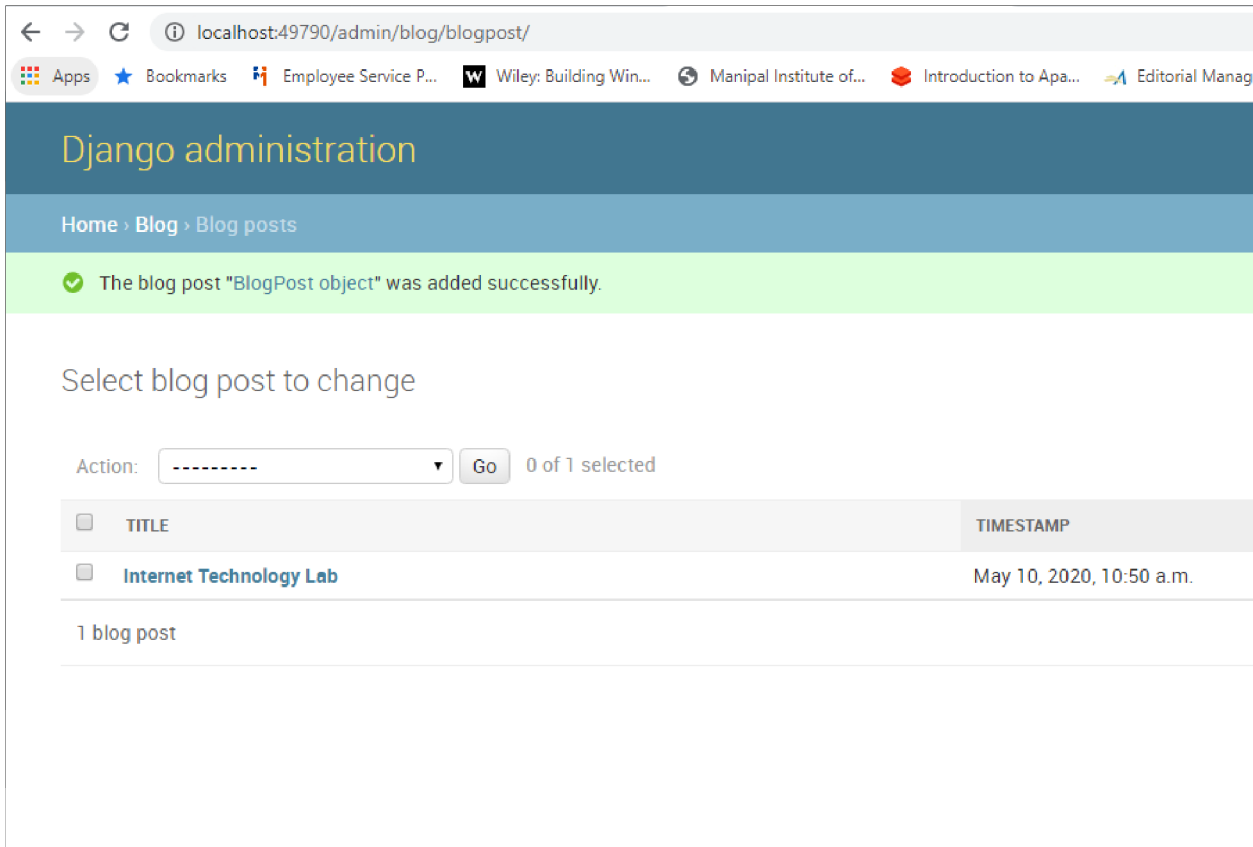 localhost:49790/admin/blog/blogpost/
Apps Bookmarks Employee Service P... W Wiley: Building Win... Manipal Institute of... Introduction to Apa... Editorial Manag
Django administration
Home › Blog › Blog posts
The blog post "BlogPost object" was added successfully.
Select blog post to change
Action: --------- Go 0 of 1 selected
TITLE TIMESTAMP
Internet Technology Lab May 10, 2020, 10:50 a.m.
1 blog post